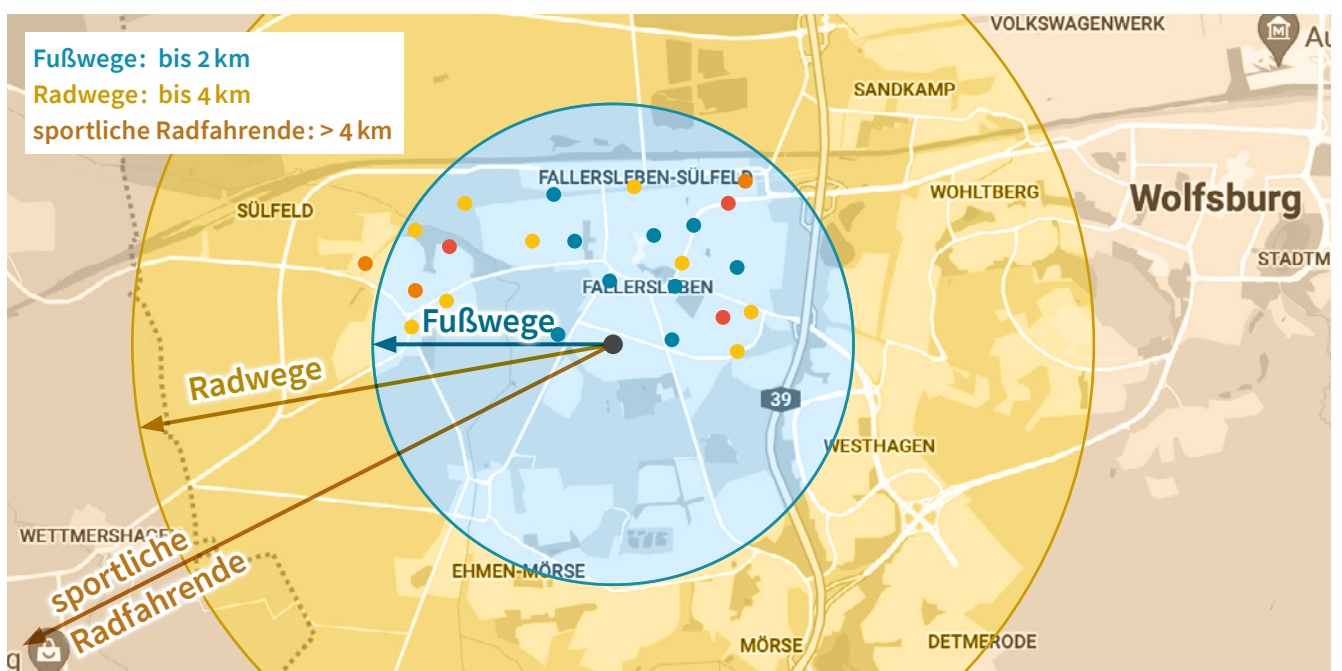 VOLKSWAGENWERK
Fußwege: bis 2 km
Radwege: bis 4 km
sportliche Radfahrende: > 4 km
SANDKAMP
FALLERSLEBEN-SÜLFELD
WOHLTBERG
Wolfsburg
SÜLFELD
STADTM
FALLERSLEBEN
Fußwege
Radwege
39
WESTHAGEN
WETTMERSHAGEN
sportliche
Radfahrende
EHMEN-MÖRSE
MÖRSE
DETMERODE